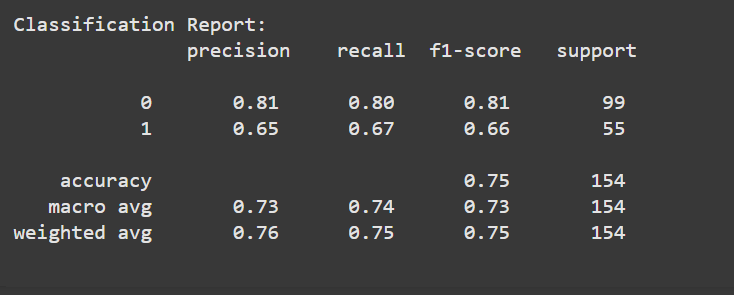 Classification Report:
precision recall f1-score support
0 0.81 0.80 0.81 99
1 0.65 0.67 0.66 55
accuracy 0.75 154
macro avg 0.73 0.74 0.73 154
weighted avg 0.76 0.75 0.75 154